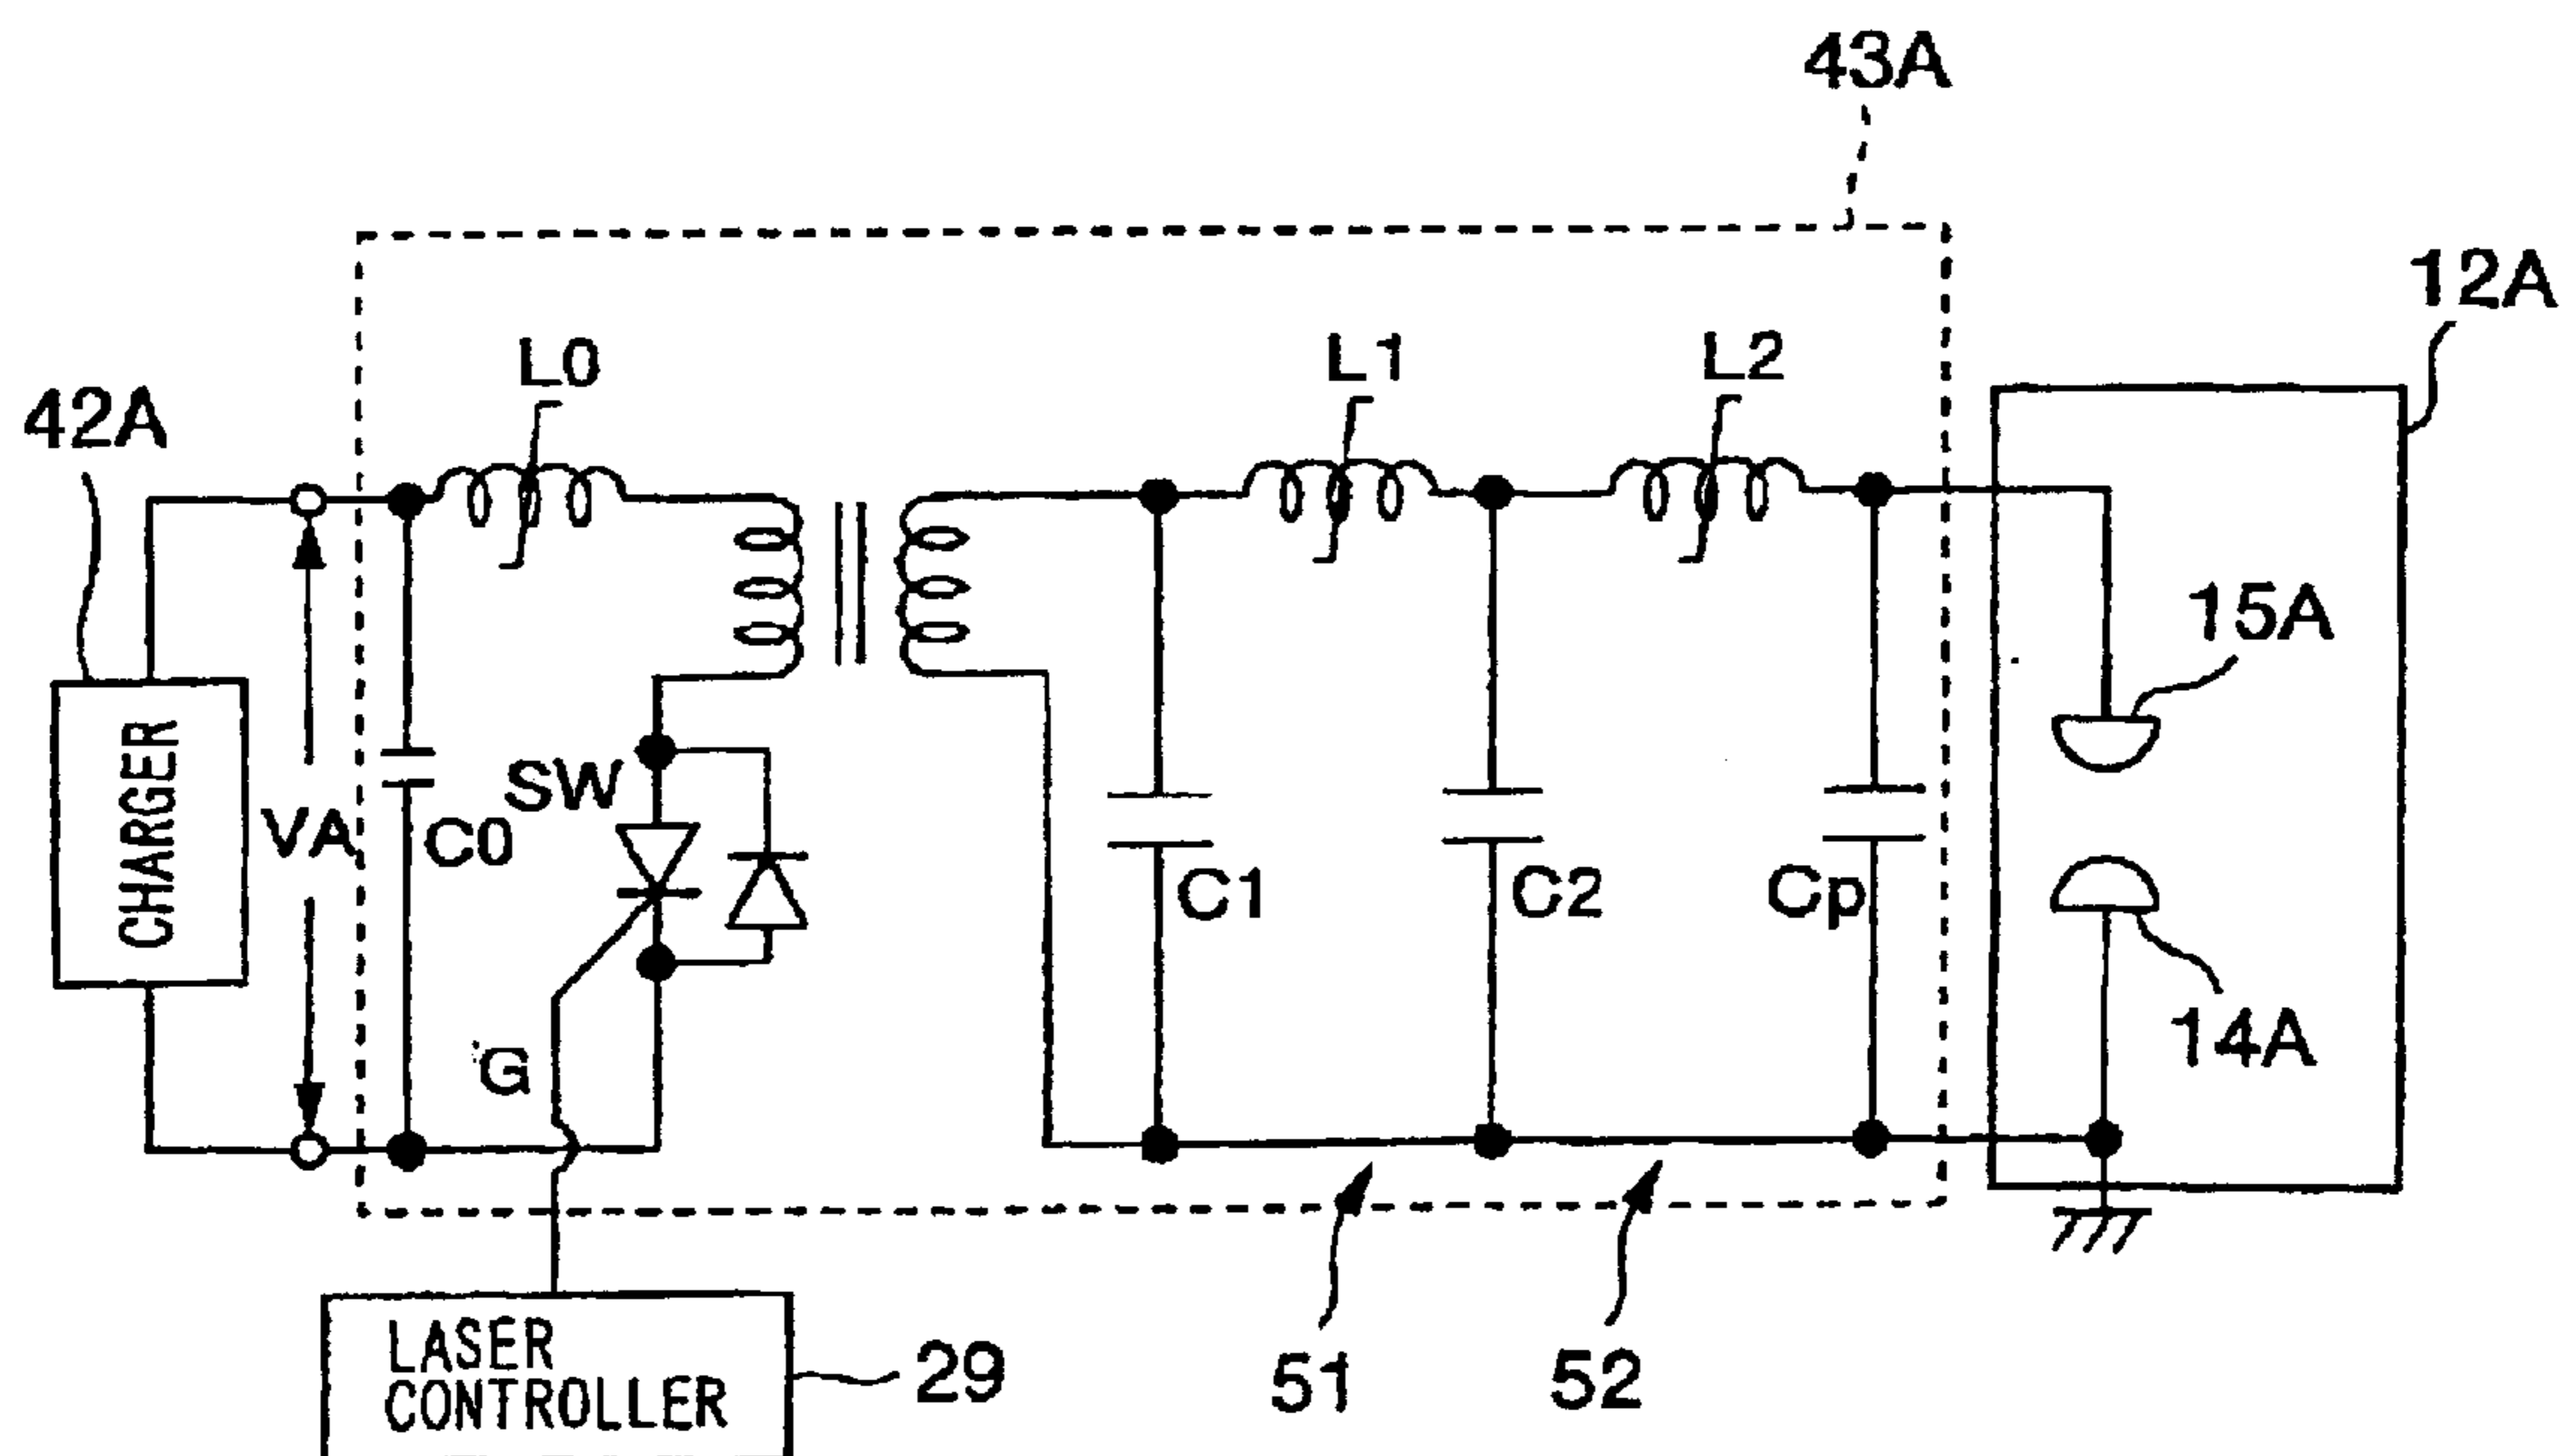 43A
12A
L0
L1
L2
42A
15A
SW
CHARGER
VA
C0
C1
C2
Cp
14A
G
LASER
CONTROLLER
29
51
52